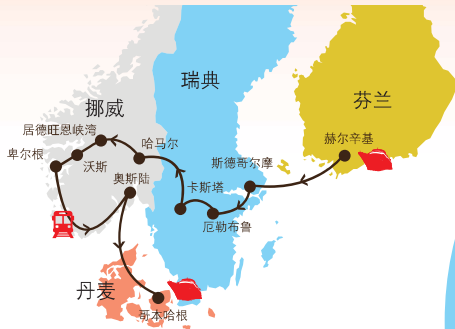 瑞典
芬兰
挪威
居德旺恩峡湾
哈马尔
赫尔辛基
卑尔根
沃斯
斯德哥尔摩
奥斯陆
卡斯塔
厄勒布鲁
丹麦
哥本哈根